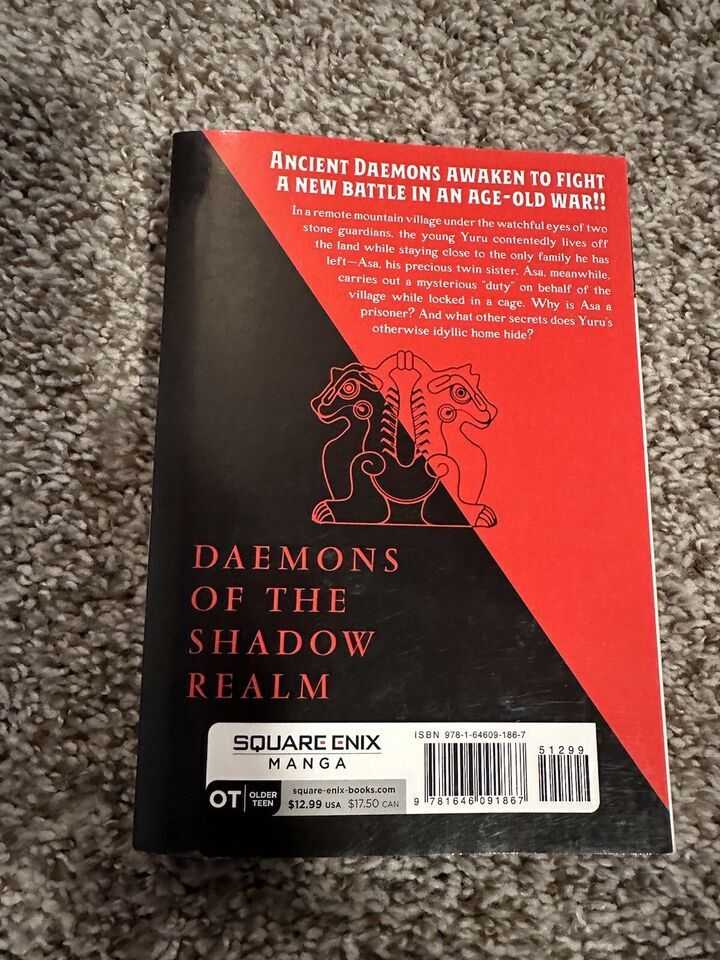 ANCIENT DAEMONS AWAKEN TO FIGHT
A NEW BATTLE IN AN AGE-OLD WAR!!
In a remote mountain village under the watchful eyes of two
stone guardians, the young Yuru contentedly lives off
the land while staying close to the only family he has
left—Asa, his precious twin sister. Asa, meanwhile,
carries out a mysterious "duty" on behalf of the
village while locked in a cage. Why is Asa a
prisoner? And what other secrets does Yuru's
otherwise idyllic home hide?
DAEMONS
OF THE
SHADOW
REALM
SQUARE ENIX
MANGA
OT OLDER TEEN
square-enix-books.com
$12.99 USA $17.50 CAN
ISBN 978-1-64609-186-7
51299
9 781646 091867